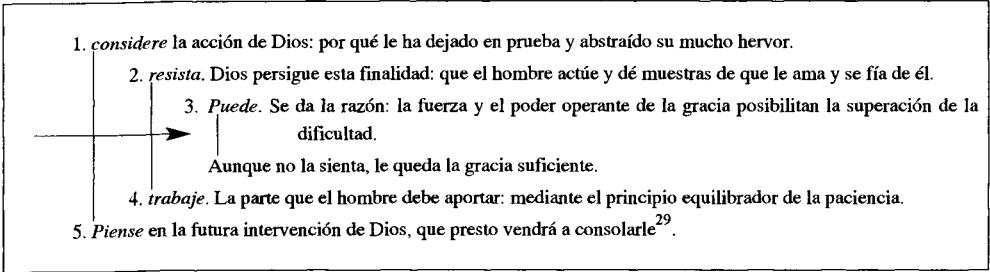 1. considere la acción de Dios: por qué le ha dejado en prueba y abstraído su mucho hervor.
2. resista. Dios persigue esta finalidad: que el hombre actúe y dé muestras de que le ama y se fía de él.
3. Puede. Se da la razón: la fuerza y el poder operante de la gracia posibilitan la superación de la
dificultad.
Aunque no la sienta, le queda la gracia suficiente.
4. trabaje. La parte que el hombre debe aportar: mediante el principio equilibrador de la paciencia.
5. Piense en la futura intervención de Dios, que presto vendrá a consolarle29.